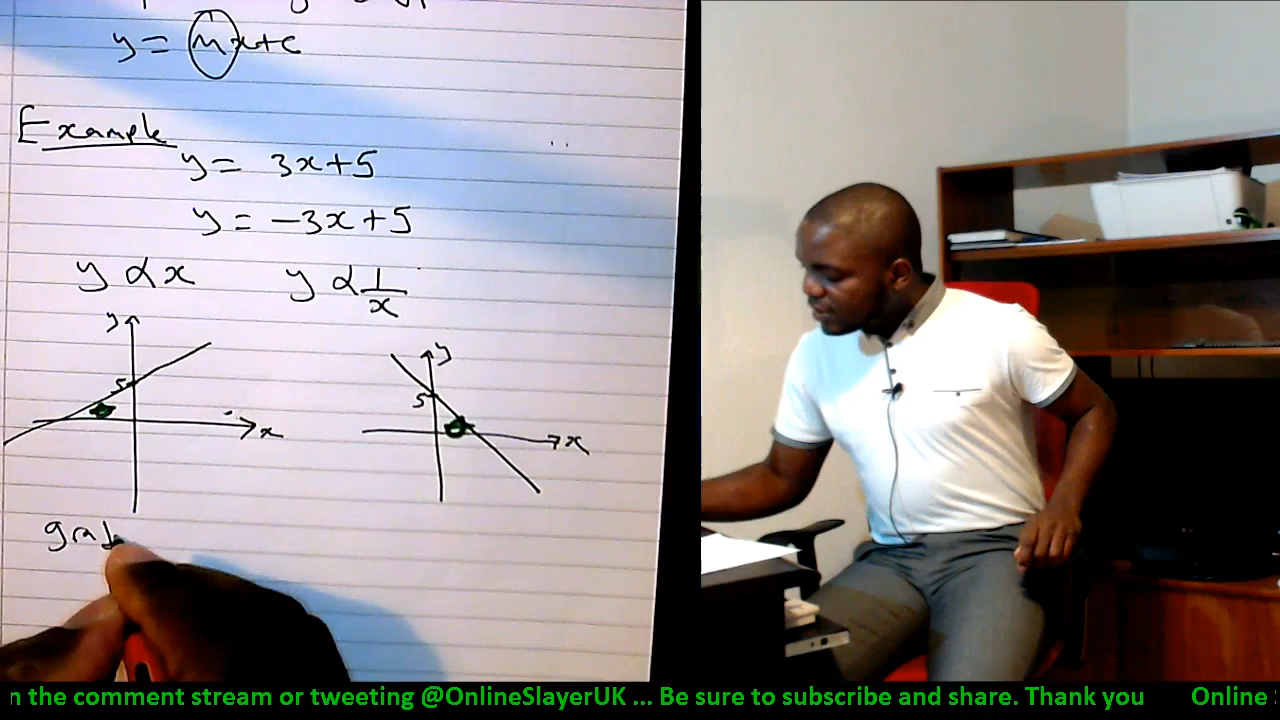 y = mx+c
Example
y = 3x+5
y = -3x+5
y ∝ x y ∝ 1/x
y y
5 5
x x
grad
n the comment stream or tweeting @OnlineSlayerUK ... Be sure to subscribe and share. Thank you Online